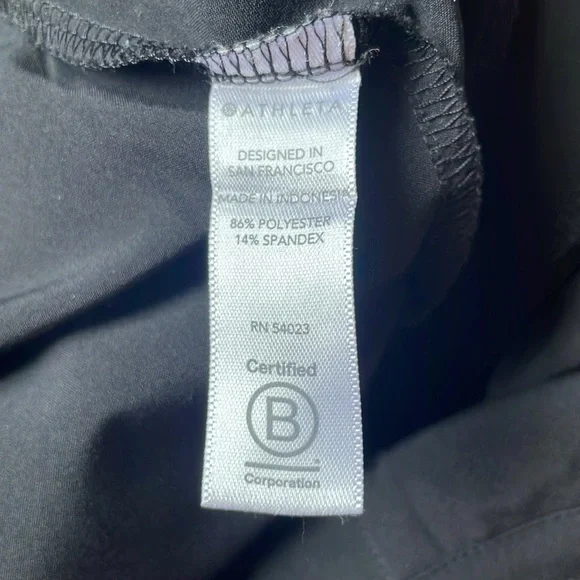 ATHLETA
DESIGNED IN
SAN FRANCISCO
MADE IN INDONESIA
86% POLYESTER
14% SPANDEX
RN 54023
Certified
B
Corporation